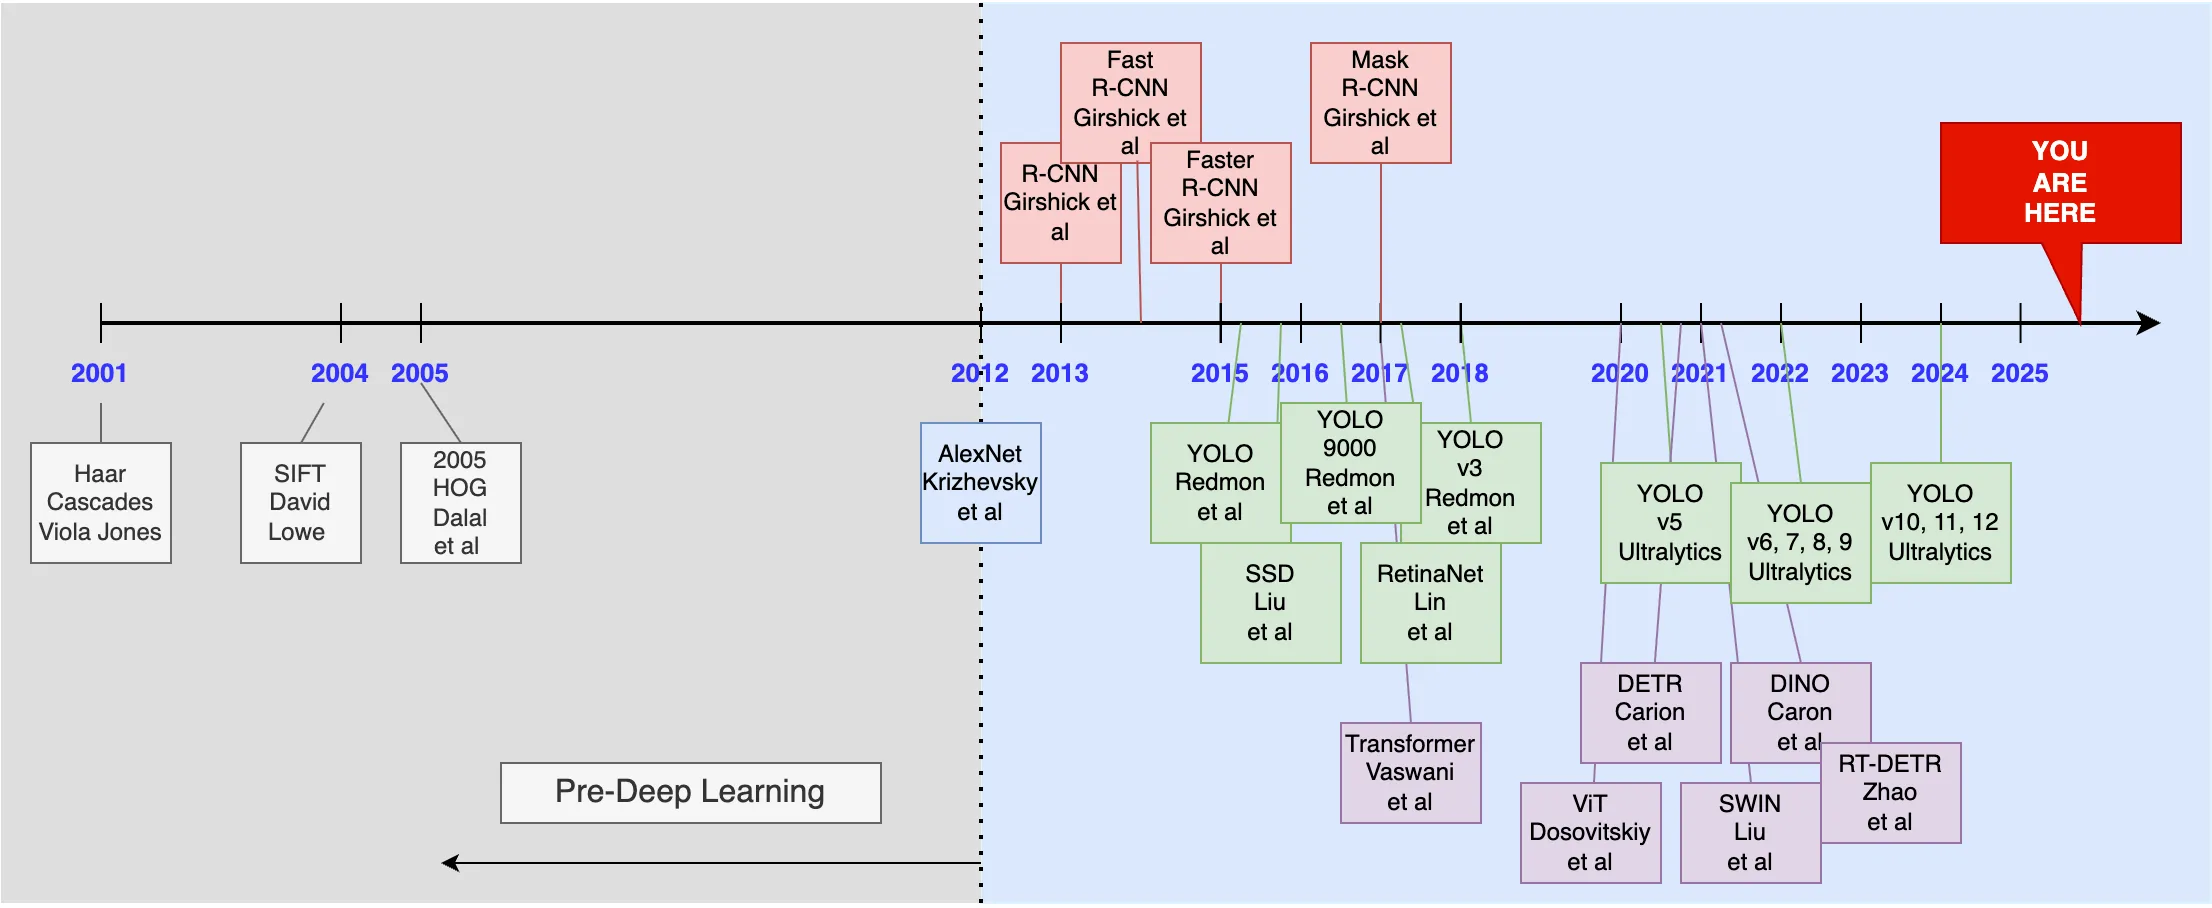 Fast
R-CNN
Girshick et
al
Mask
R-CNN
Girshick et
al
R-CNN
Girshick et
al
Faster
R-CNN
Girshick et
al
YOU
ARE
HERE
2001
2004
2005
2012
2013
2015
2016
2017
2018
2020
2021
2022
2023
2024
2025
Haar
Cascades
Viola Jones
SIFT
David
Lowe
2005
HOG
Dalal
et al
AlexNet
Krizhevsky
et al
YOLO
Redmon
et al
YOLO
9000
Redmon
et al
YOLO
v3
Redmon
et al
SSD
Liu
et al
RetinaNet
Lin
et al
YOLO
v5
Ultralytics
YOLO
v6, 7, 8, 9
Ultralytics
YOLO
v10, 11, 12
Ultralytics
Transformer
Vaswani
et al
DETR
Carion
et al
DINO
Caron
et al
RT-DETR
Zhao
et al
ViT
Dosovitskiy
et al
SWIN
Liu
et al
Pre-Deep Learning